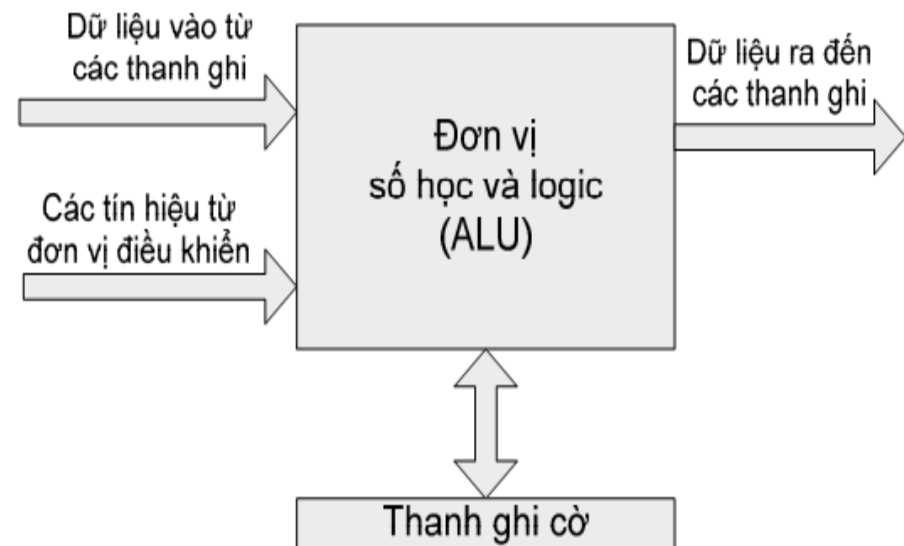 Dữ liệu vào từ
các thanh ghi
Các tín hiệu từ
đơn vị điều khiển
Đơn vị
số học và logic
(ALU)
Dữ liệu ra đến
các thanh ghi
Thanh ghi cờ